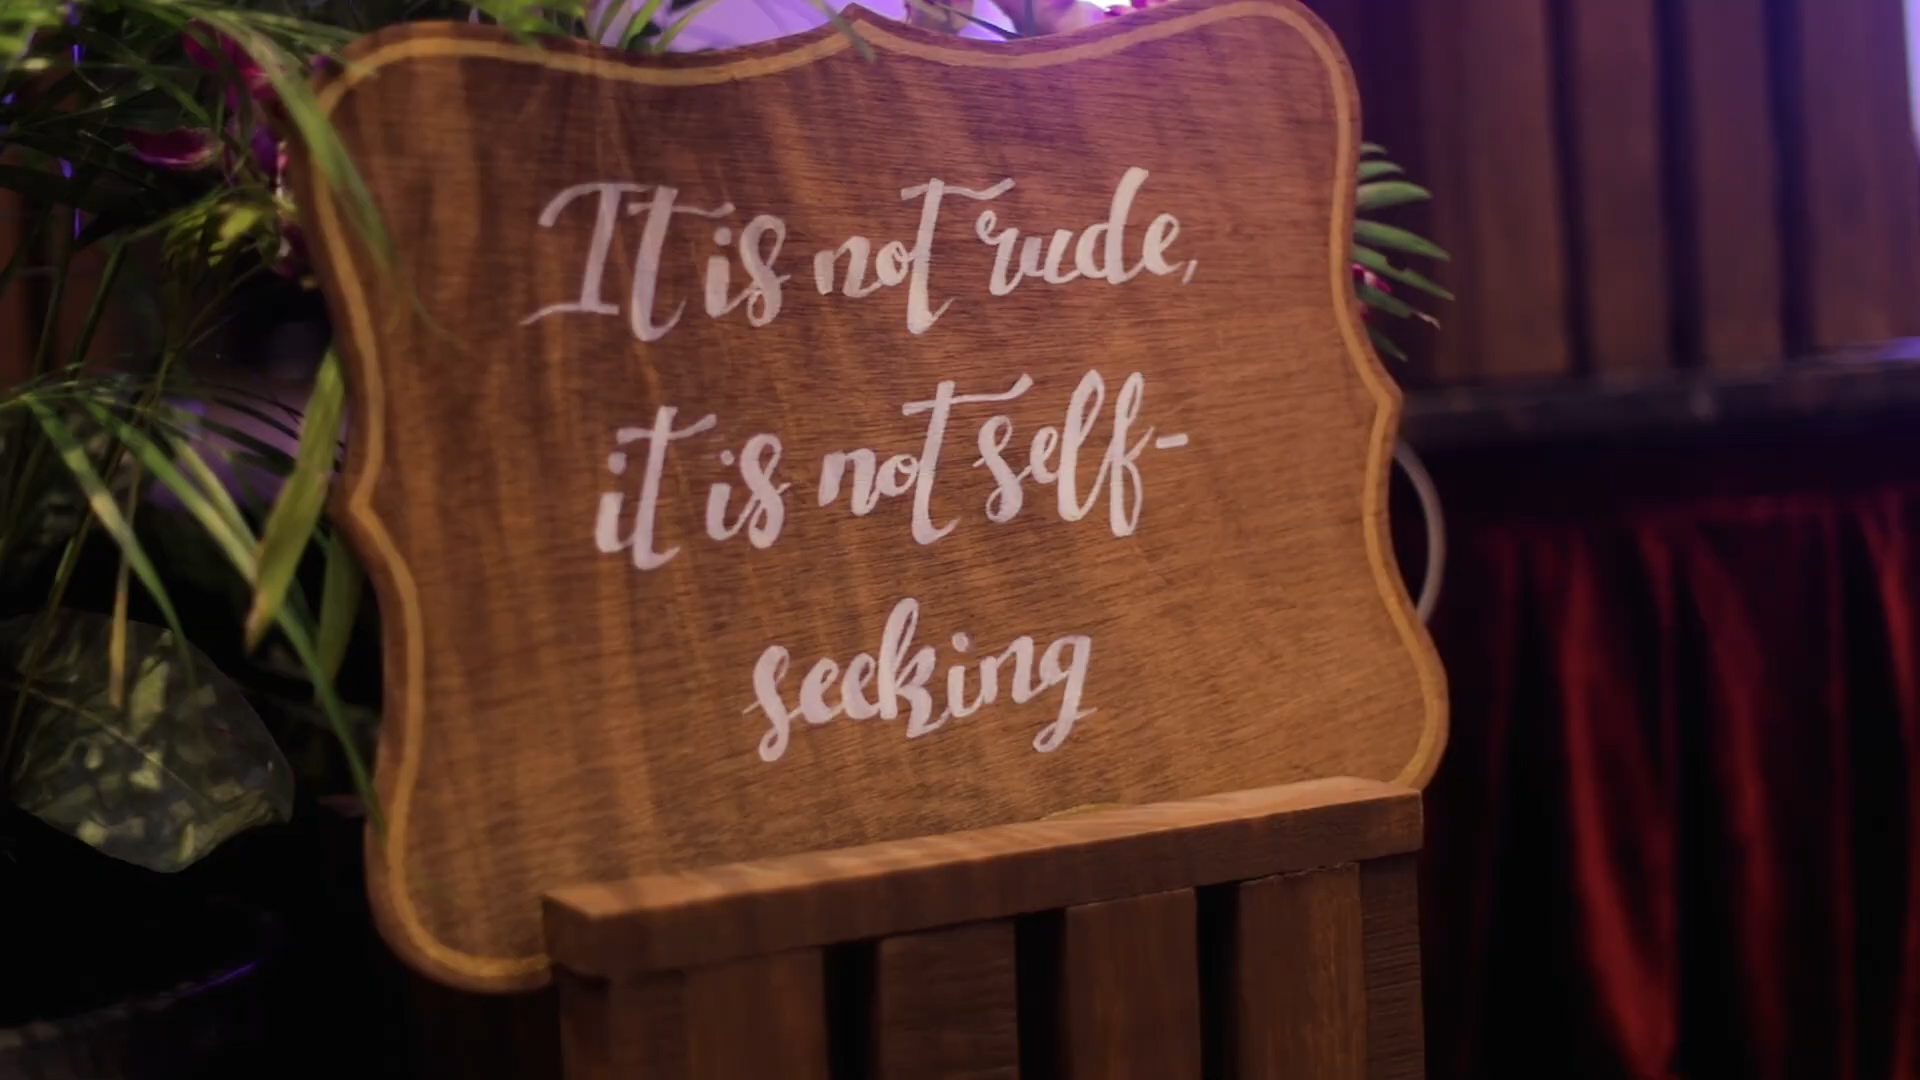 It is not rude,
it is not self-
seeking